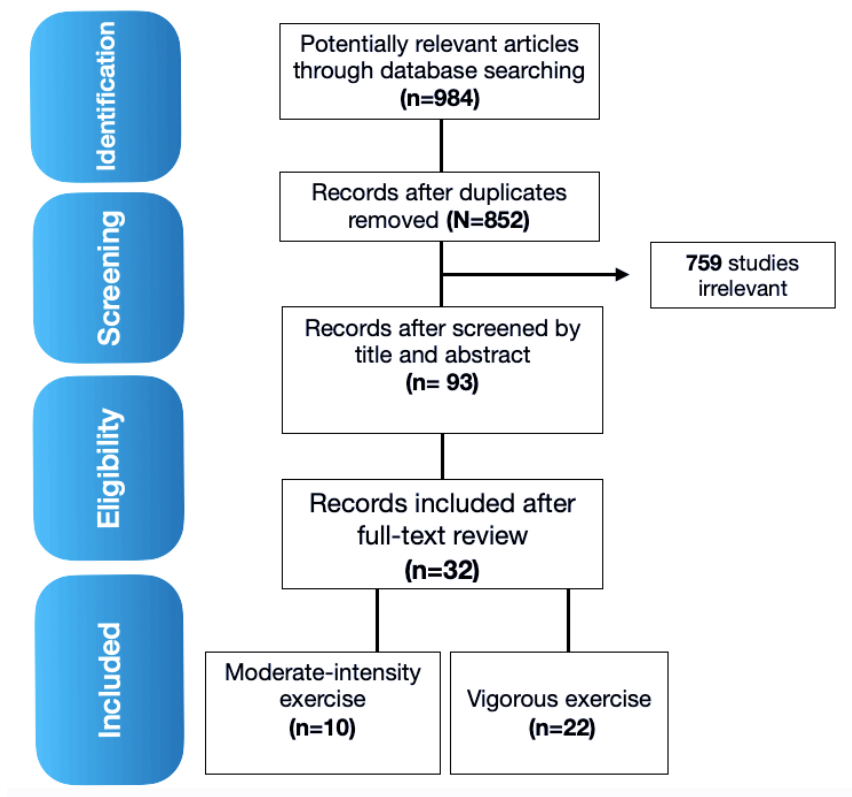 Identification
Potentially relevant articles
through database searching
(n=984)
Records after duplicates
removed (N=852)
Screening
759 studies
irrelevant
Records after screened by
title and abstract
(n= 93)
Eligibility
Records included after
full-text review
(n=32)
Included
Moderate-intensity
exercise
(n=10)
Vigorous exercise
(n=22)